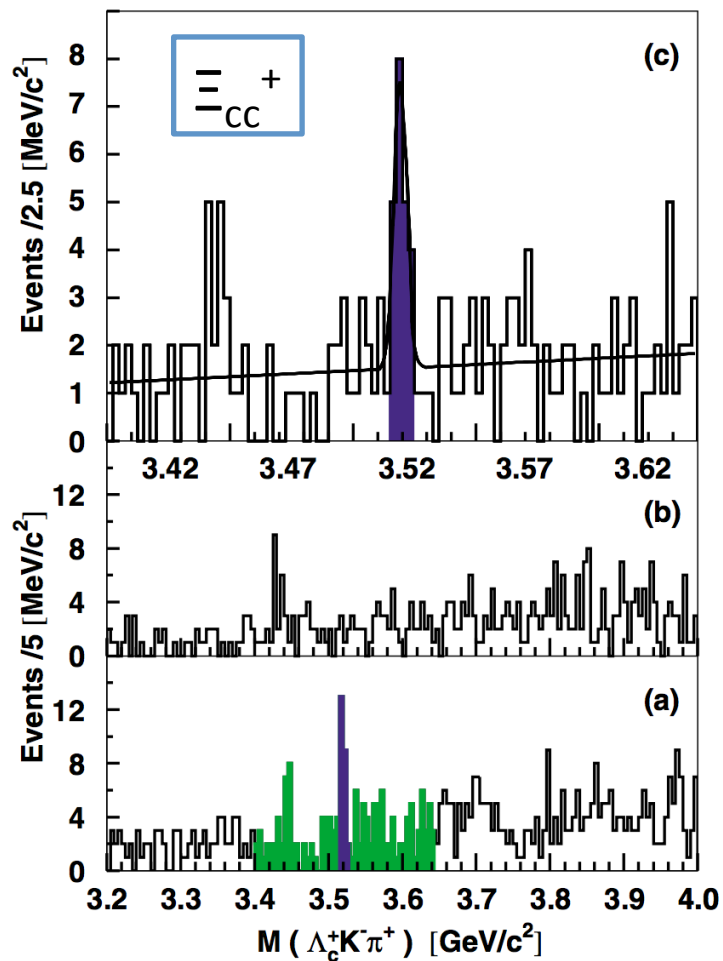 Events /2.5 [MeV/c²]
8
7
6
5
4
3
2
1
0
Ξcc⁺
(c)
3.42 3.47 3.52 3.57 3.62
Events /5 [MeV/c²]
12
8
4
0
(b)
12
8
4
0
(a)
3.2 3.3 3.4 3.5 3.6 3.7 3.8 3.9 4.0
M ( Λc⁺K⁻π⁺) [GeV/c²]